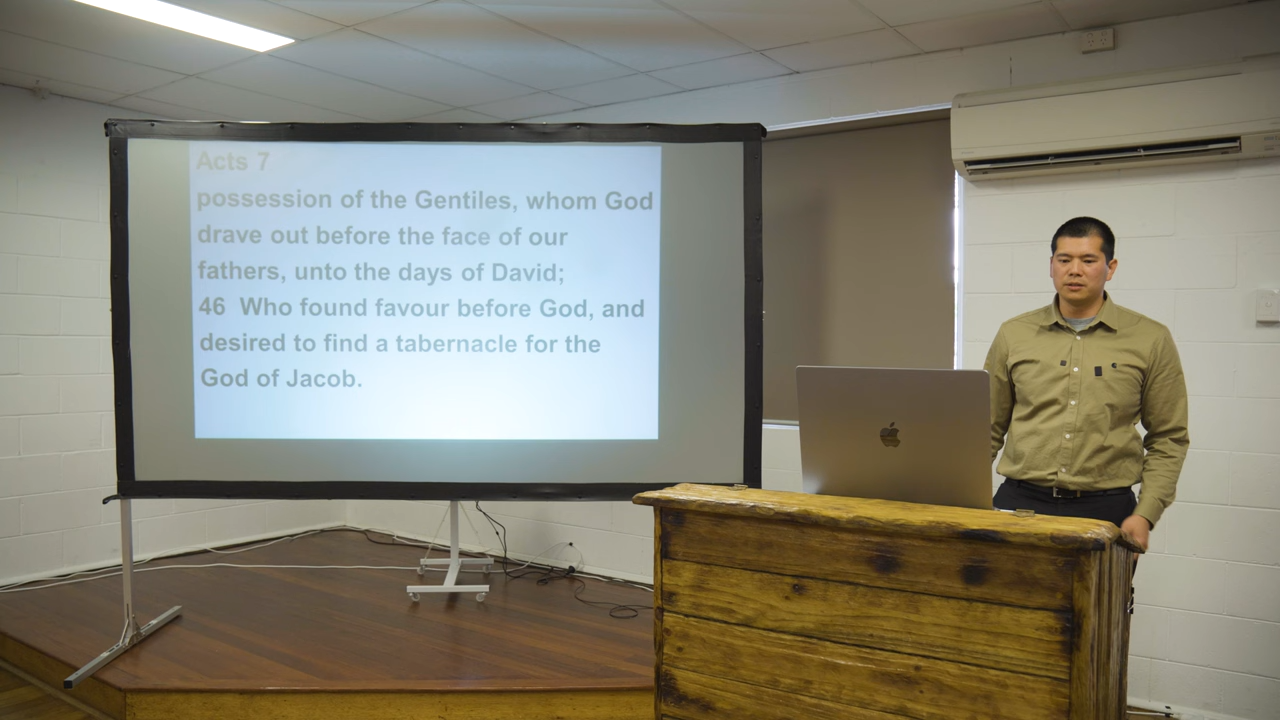 Acts 7
possession of the Gentiles, whom God
drave out before the face of our
fathers, unto the days of David;
46 Who found favour before God, and
desired to find a tabernacle for the
God of Jacob.